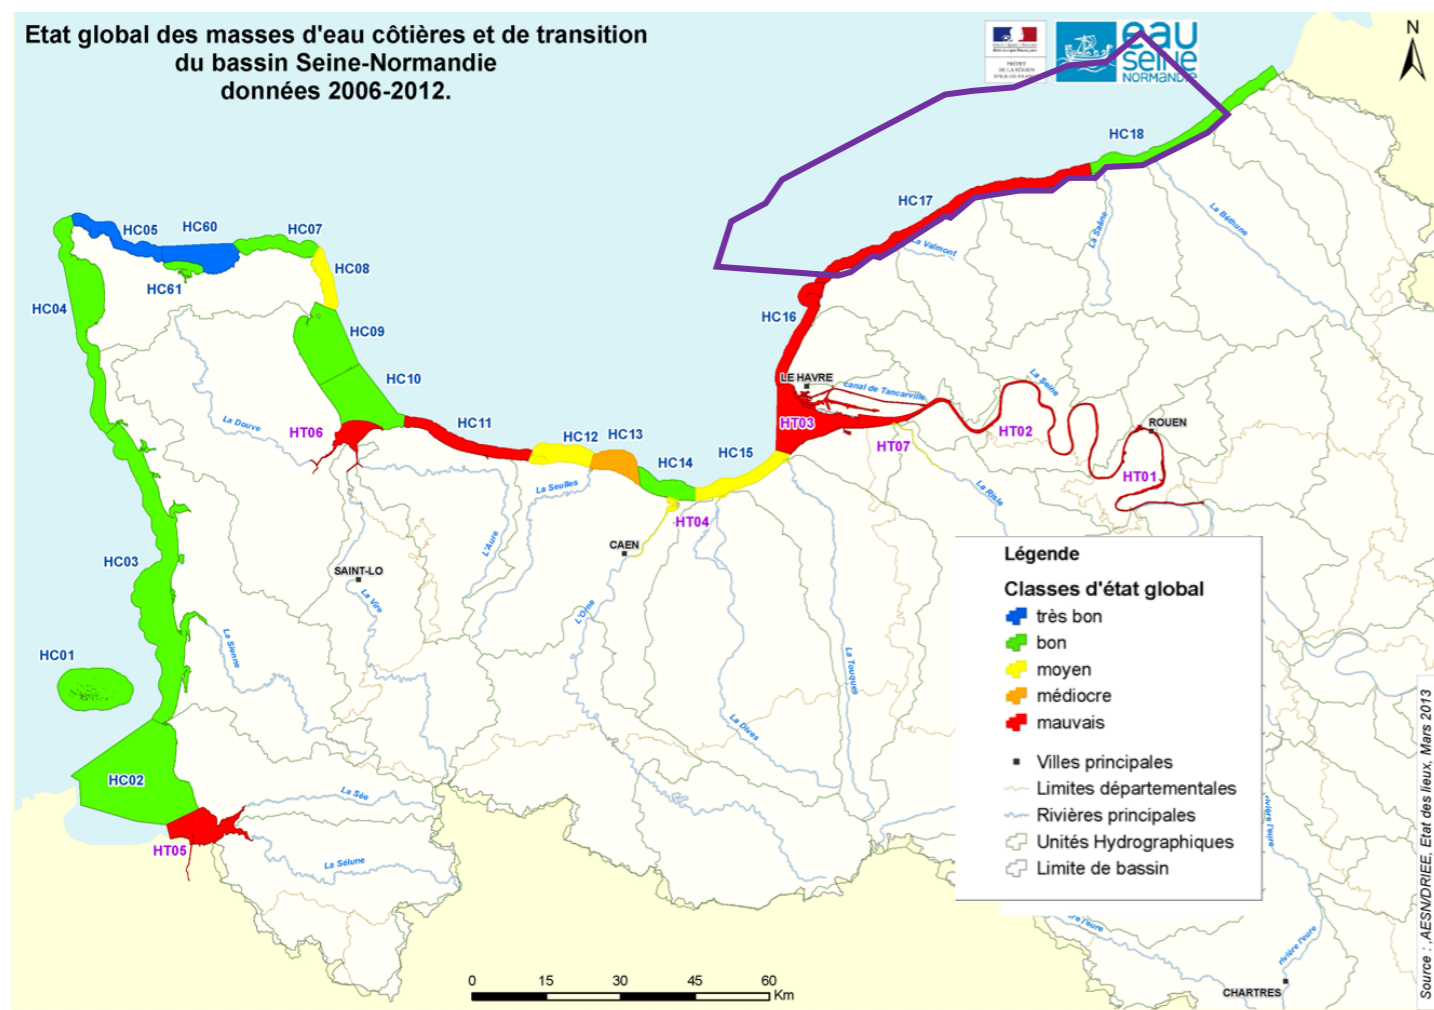 Etat global des masses d'eau côtières et de transition
du bassin Seine-Normandie
données 2006-2012.
PRÉFET
eau
seine
NORMANDIE
N
HC18
HC17
La Valmont
La Saâne
La Béthune
HC05
HC60
HC07
HC08
HC61
HC04
HC09
HC16
HC10
LE HAVRE
canal de Tancarville
La Seine
La Douve
HT06
HC11
HC12
HC13
HT03
HT02
ROUEN
HT07
HC14
HC15
HT01
La Seulles
La Risle
HT04
L'Aure
CAEN
HC03
SAINT-LO
La Vire
L'Orne
La Sienne
La Touques
HC01
La Dives
HC02
La Sée
HT05
La Sélune
Légende
Classes d'état global
très bon
bon
moyen
médiocre
mauvais
Villes principales
Limites départementales
Rivières principales
Unités Hydrographiques
Limite de bassin
rivière l'eure
CHARTRES
0 15 30 45 60
Km
Source : ,AESN/DRIEE, Etat des lieux, Mars 2013